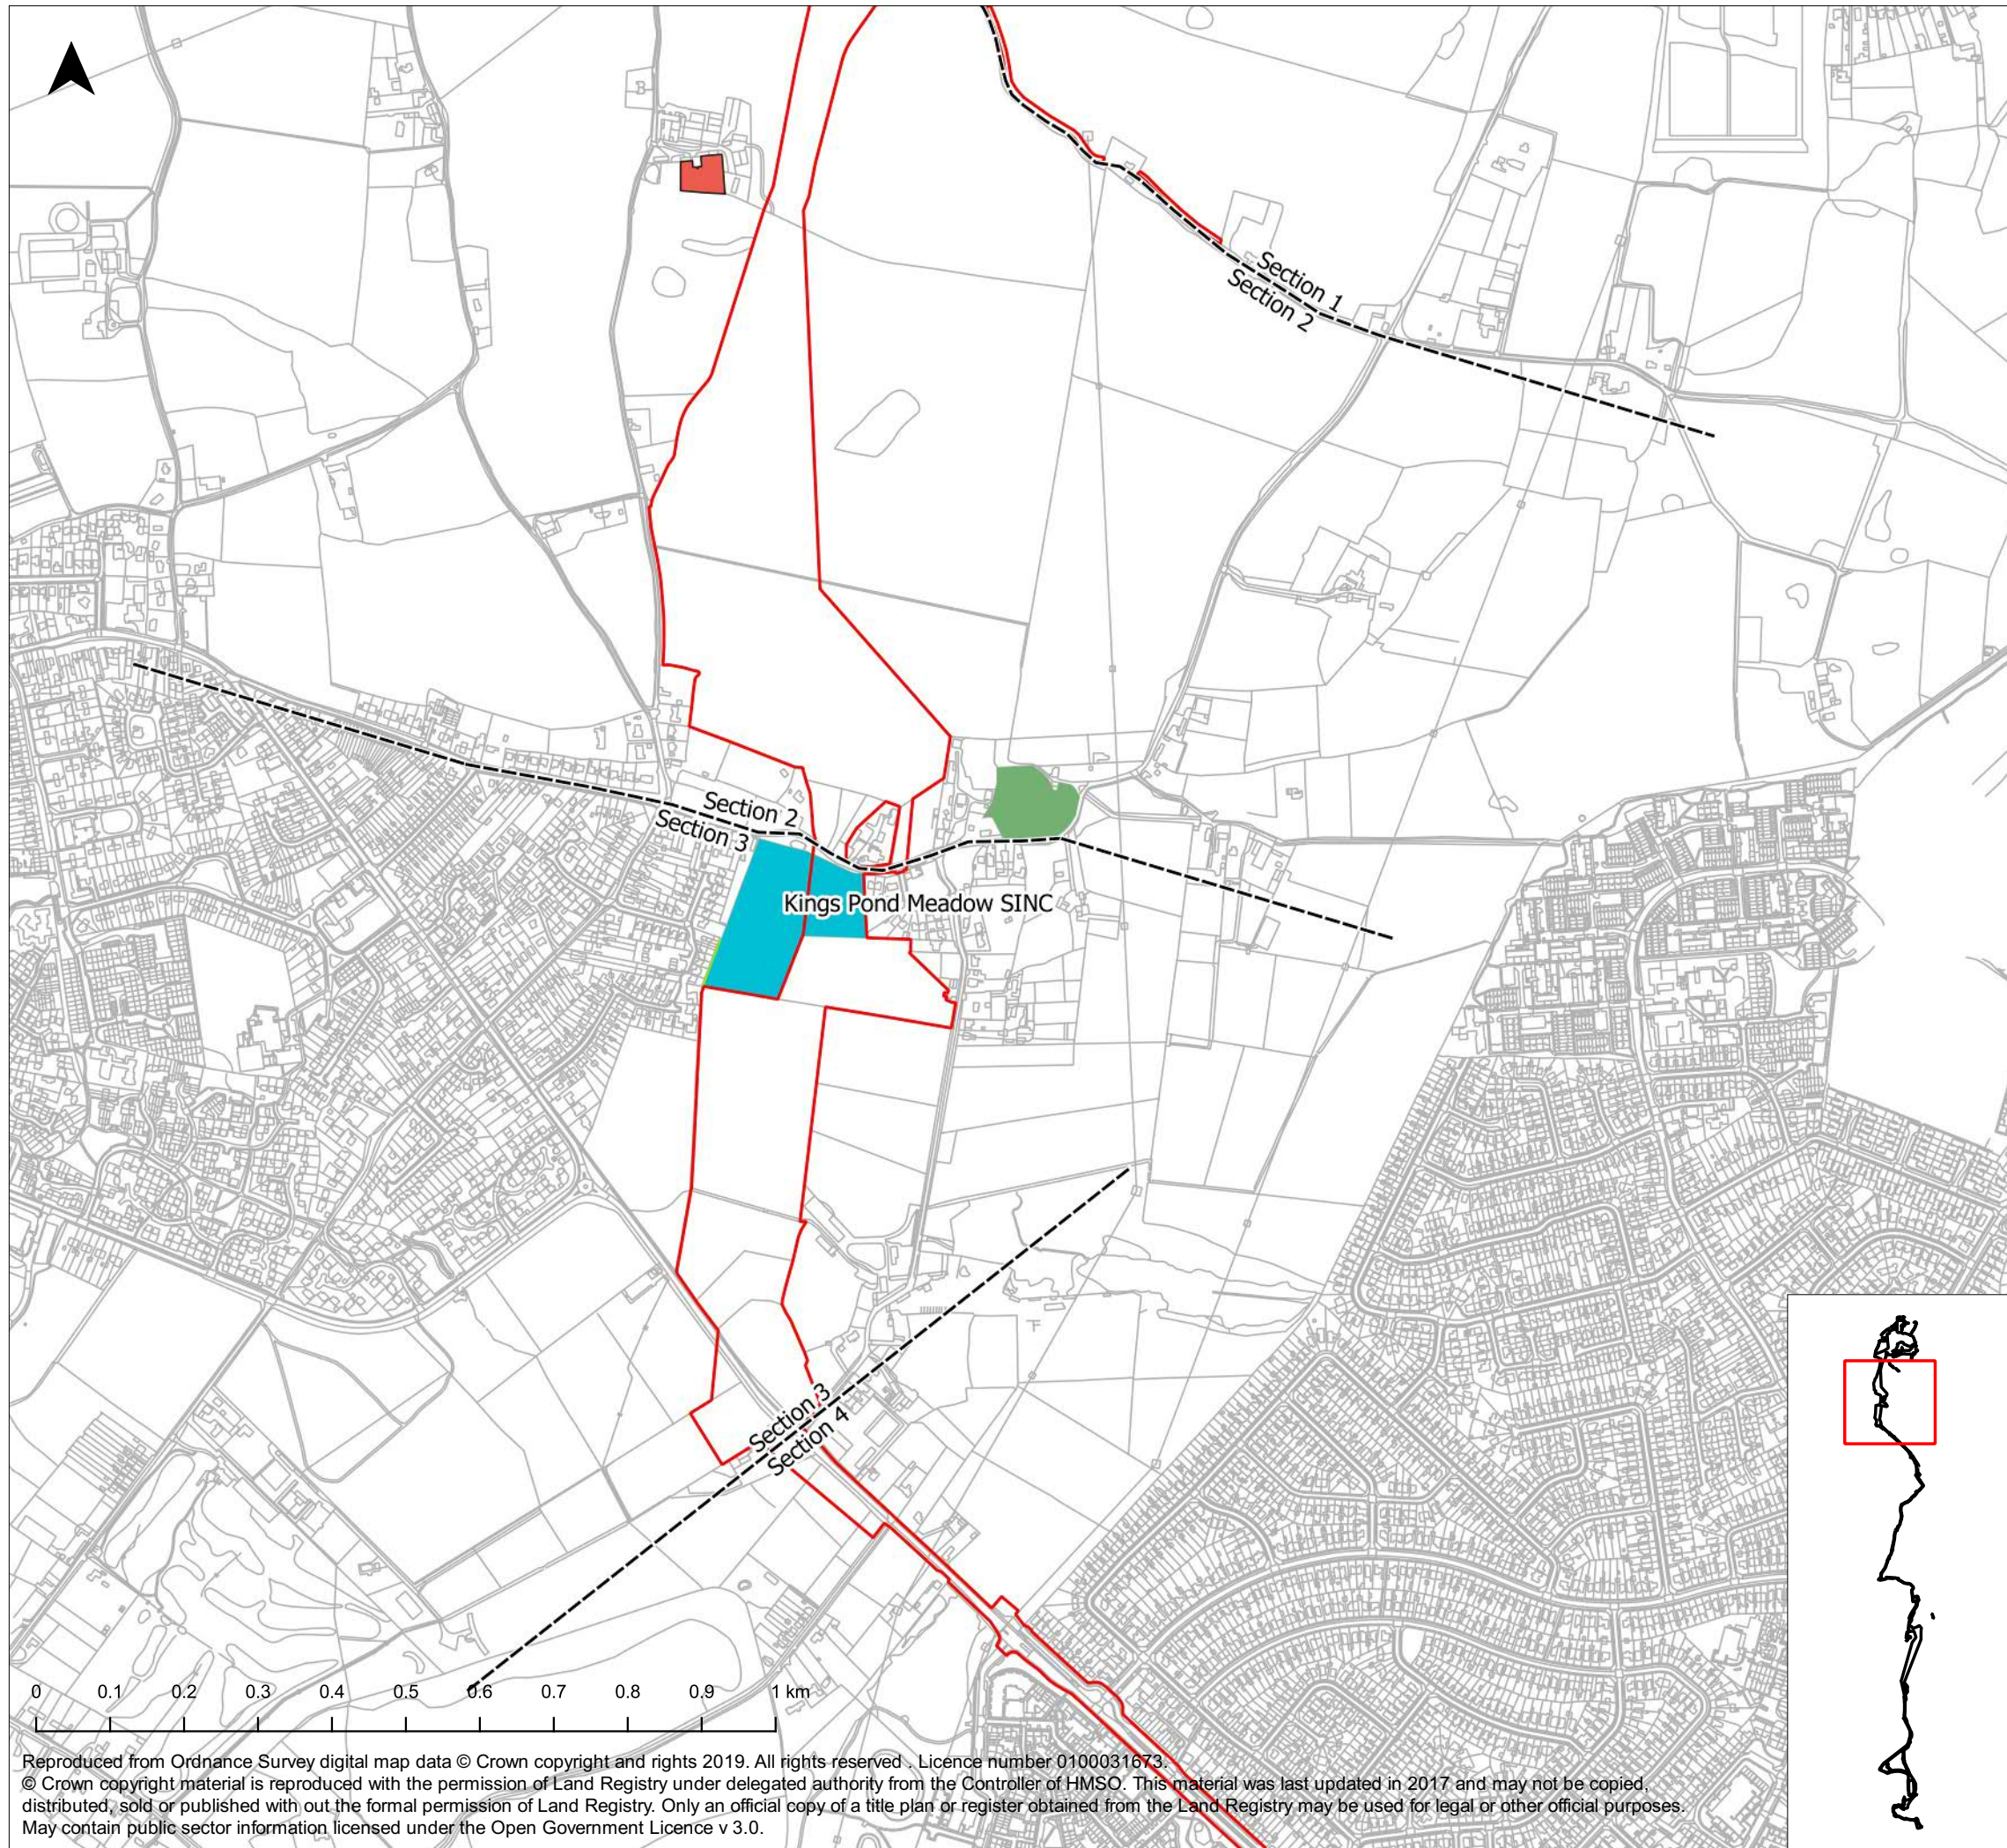 Section 1
Section 2
Section 2
Section 3
Kings Pond Meadow SINC
Section 3
Section 4
0 0.1 0.2 0.3 0.4 0.5 0.6 0.7 0.8 0.9 1 km
Reproduced from Ordnance Survey digital map data © Crown copyright and rights 2019. All rights reserved . Licence number 0100031673.
© Crown copyright material is reproduced with the permission of Land Registry under delegated authority from the Controller of HMSO. This material was last updated in 2017 and may not be copied,
distributed, sold or published with out the formal permission of Land Registry. Only an official copy of a title plan or register obtained from the Land Registry may be used for legal or other official purposes.
May contain public sector information licensed under the Open Government Licence v 3.0.